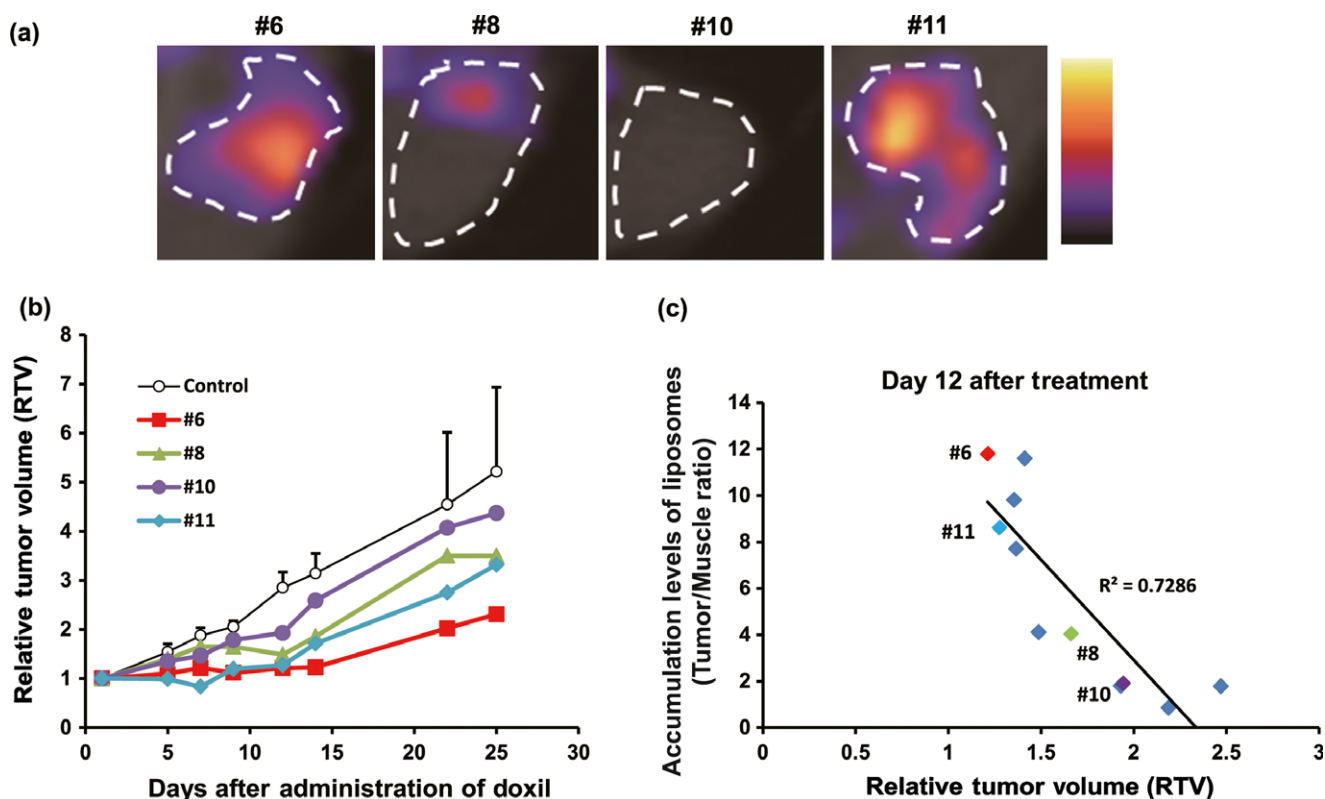 (a)
#6 #8 #10 #11
(b)
8
7
6
5
4
3
2
1
0
Relative tumor volume (RTV)
Control
#6
#8
#10
#11
0 5 10 15 20 25 30
Days after administration of doxil
(c)
Day 12 after treatment
Accumulation levels of liposomes
(Tumor/Muscle ratio)
14
12
10
8
6
4
2
0
#6
#11
R² = 0.7286
#8
#10
0 0.5 1 1.5 2 2.5 3
Relative tumor volume (RTV)